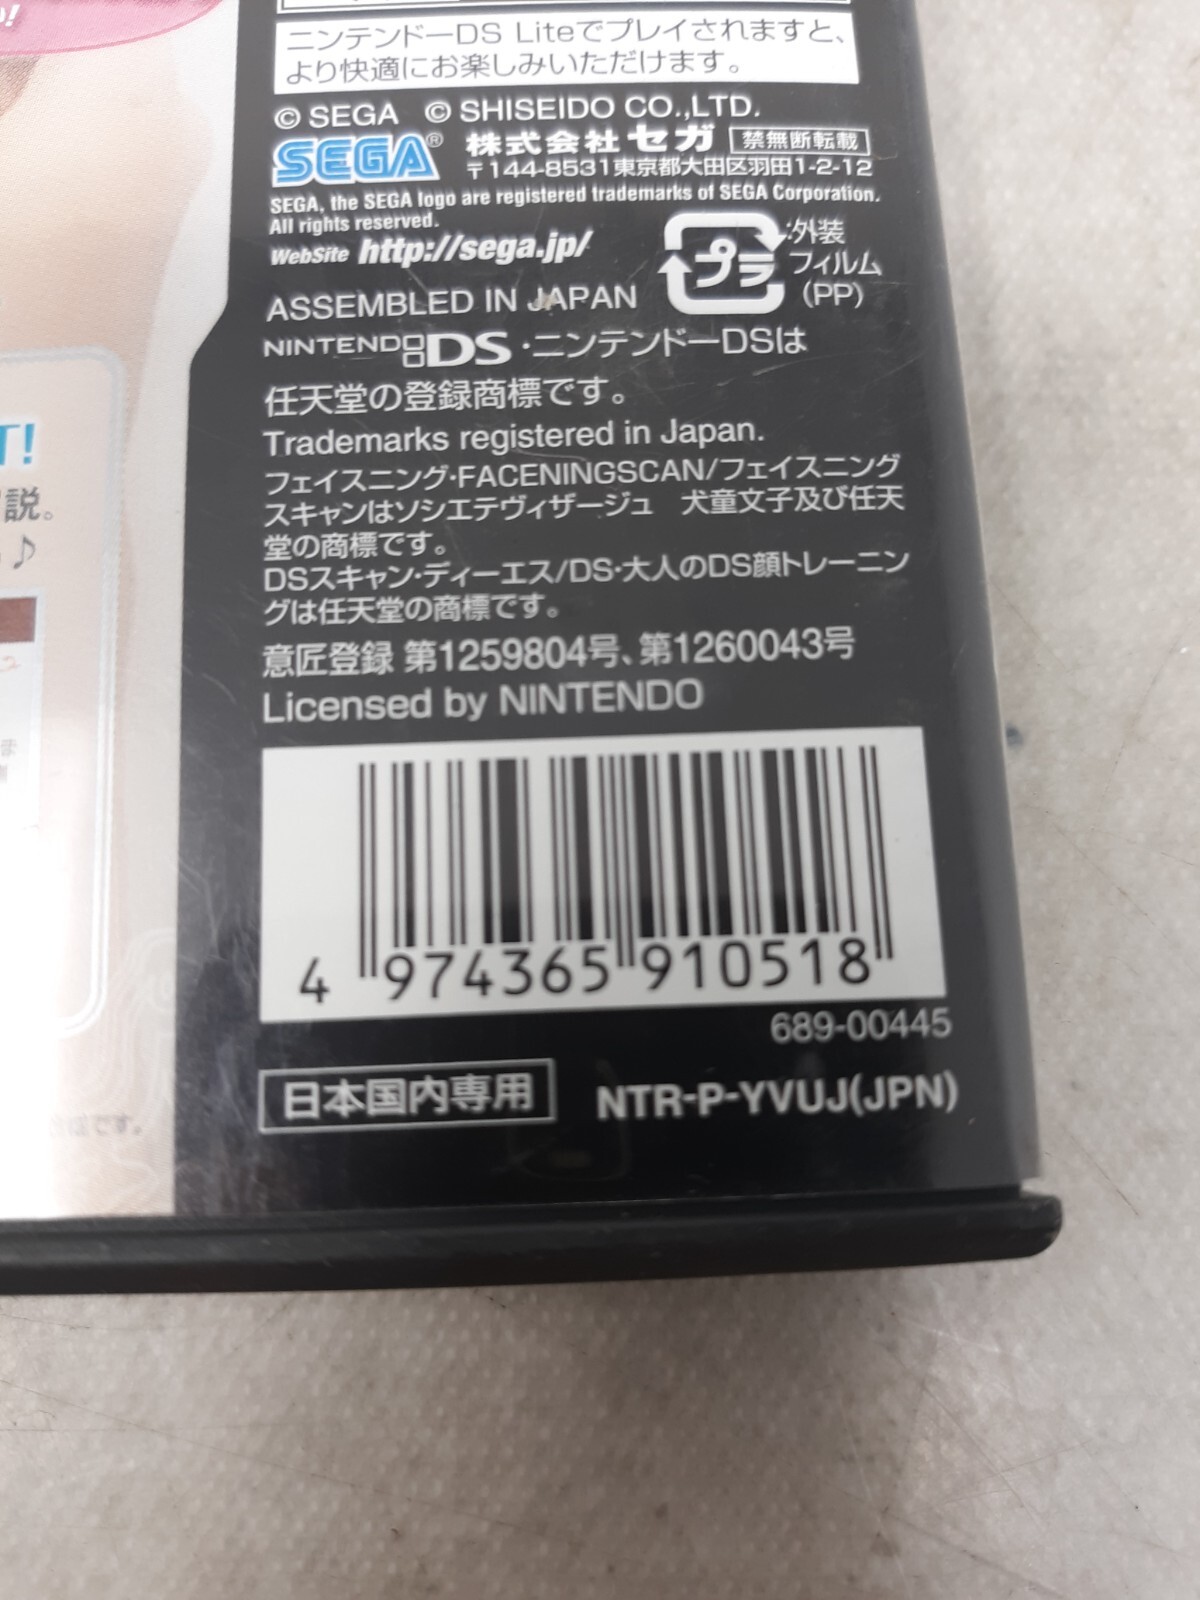 ニンテンドーDS Liteでプレイされますと、
より快適にお楽しみいただけます。
© SEGA © SHISEIDO CO.,LTD.
SEGA® 株式会社 セガ 禁無断転載
〒144-8531東京都大田区羽田1-2-12
SEGA, the SEGA logo are registered trademarks of SEGA Corporation.
All rights reserved.
WebSite http://sega.jp/
プラ :外装
フィルム
(PP)
ASSEMBLED IN JAPAN
NINTENDO DS・ニンテンドーDSは
任天堂の登録商標です。
Trademarks registered in Japan.
フェイスニング・FACENINGSCAN/フェイスニング
スキャンはソシエテヴィザージュ 犬童文子及び任天
堂の商標です。
DSスキャン・ディーエス/DS・大人のDS顔トレーニン
グは任天堂の商標です。
意匠登録 第1259804号、第1260043号
Licensed by NINTENDO
4 974365 910518
689-00445
日本国内専用 NTR-P-YVUJ(JPN)
T!
説。
♪
です。